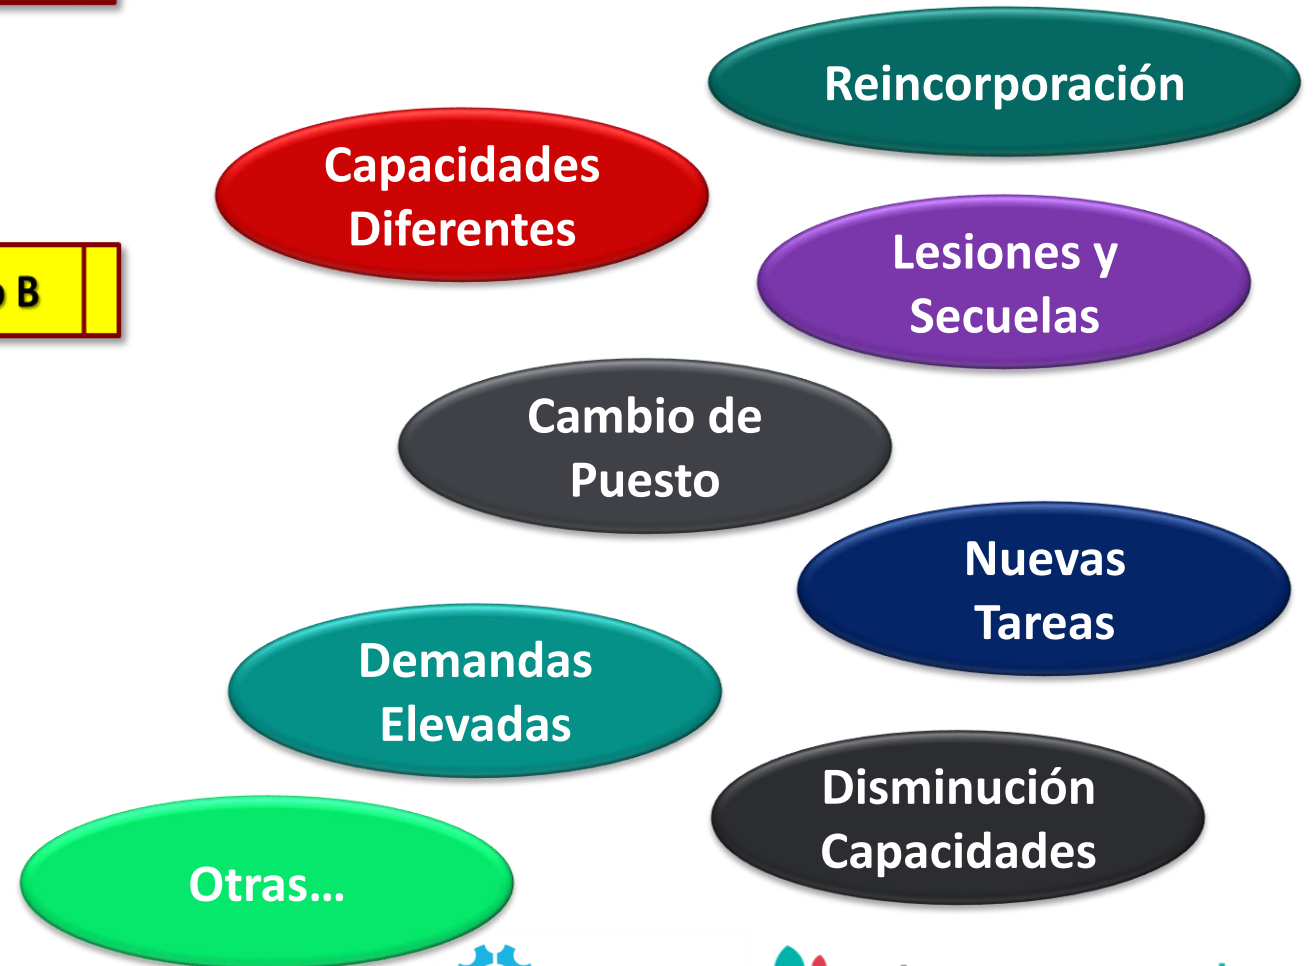 Reincorporación
Capacidades
Diferentes
Lesiones y
Secuelas
B
Cambio de
Puesto
Nuevas
Tareas
Demandas
Elevadas
Disminución
Capacidades
Otras...